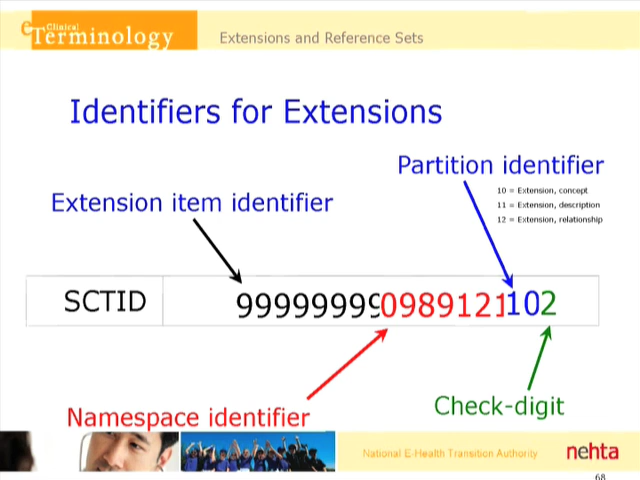 eClinical
Terminology
Extensions and Reference Sets
Identifiers for Extensions
Partition identifier
10 = Extension, concept
11 = Extension, description
12 = Extension, relationship
Extension item identifier
SCTID 999999990989121102
Namespace identifier
Check-digit
National E-Health Transition Authority
nehta
68